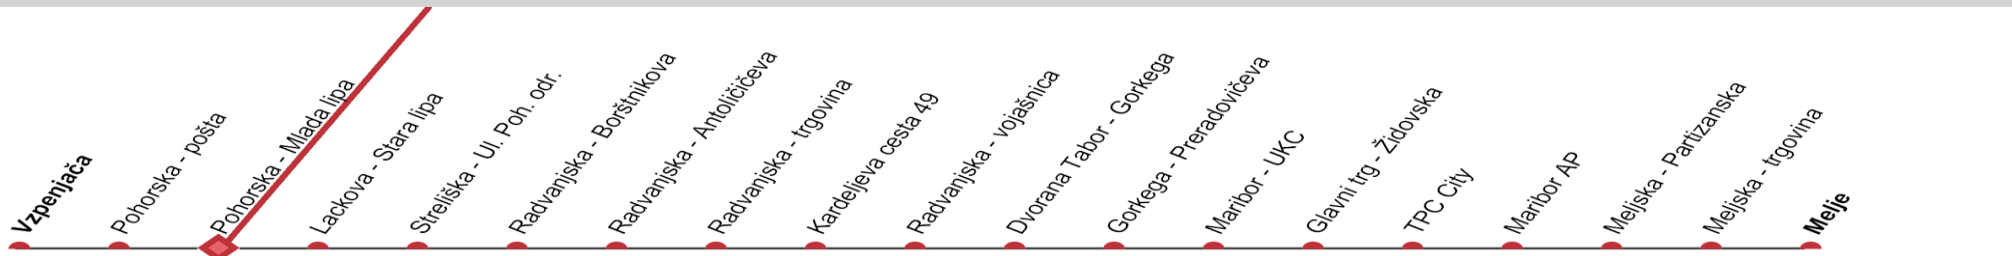 Vzpenjača
Pohorska - pošta
Pohorska - Mlada lipa
Lackova - Stara lipa
Streliška - Ul. Poh. odr.
Radvanjska - Borštnikova
Radvanjska - Antoličičeva
Radvanjska - trgovina
Kardeljeva cesta 49
Radvanjska - vojašnica
Dvorana Tabor - Gorkega
Gorkega - Preradovičeva
Maribor - UKC
Glavni trg - Židovska
TPC City
Maribor AP
Meljska - Partizanska
Meljska - trgovina
Melje